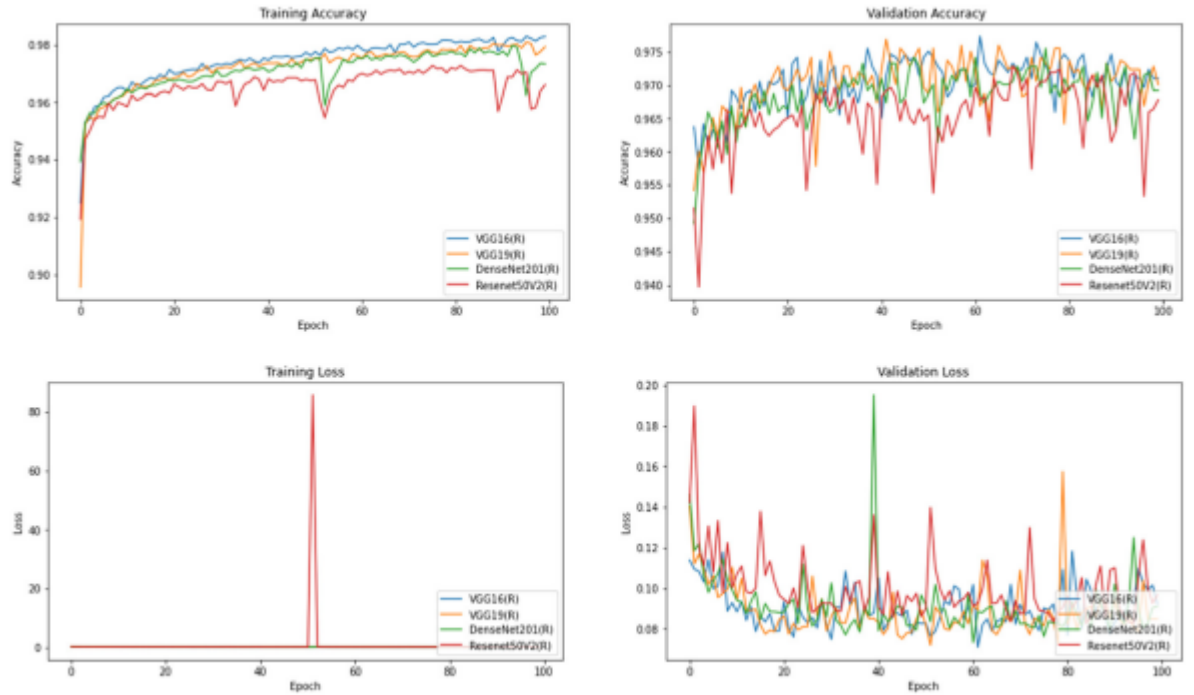 Training Accuracy
Accuracy
0.98
0.96
0.94
0.92
0.90
VGG16(R)
VGG19(R)
DenseNet201(R)
Resenet50V2(R)
0 20 40 60 80 100
Epoch
Validation Accuracy
Accuracy
0.975
0.970
0.965
0.960
0.955
0.950
0.945
0.940
VGG16(R)
VGG19(R)
DenseNet201(R)
Resenet50V2(R)
0 20 40 60 80 100
Epoch
Training Loss
Loss
80
60
40
20
0
VGG16(R)
VGG19(R)
DenseNet201(R)
Resenet50V2(R)
0 20 40 60 80 100
Epoch
Validation Loss
Loss
0.20
0.18
0.16
0.14
0.12
0.10
0.08
VGG16(R)
VGG19(R)
DenseNet201(R)
Resenet50V2(R)
0 20 40 60 80 100
Epoch